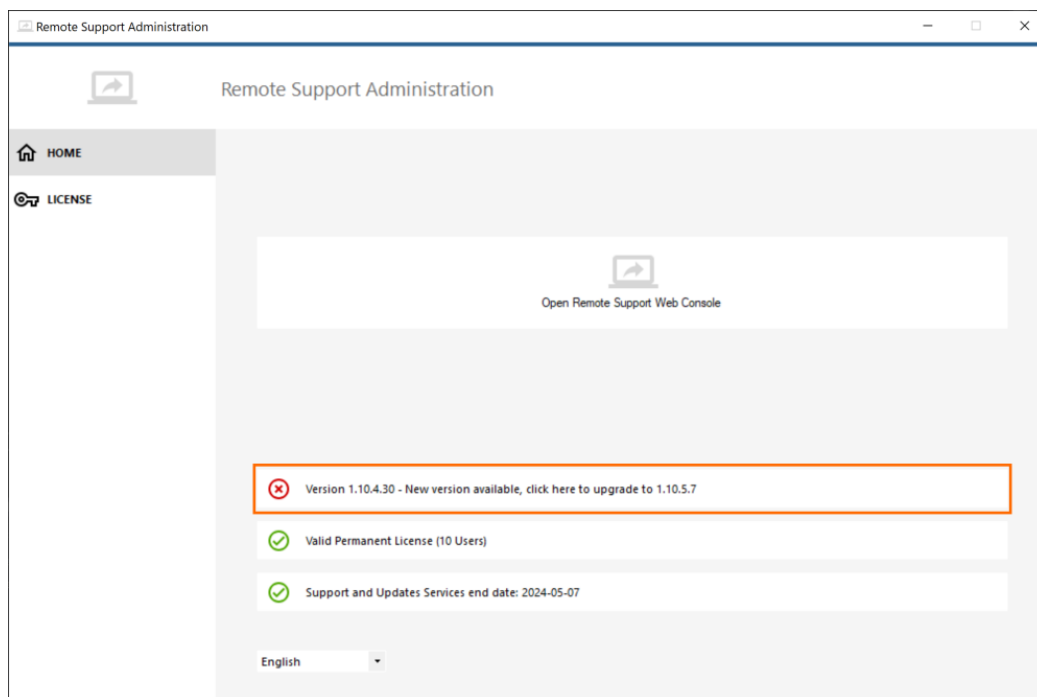 Remote Support Administration
Remote Support Administration
HOME
LICENSE
Open Remote Support Web Console
Version 1.10.4.30 - New version available, click here to upgrade to 1.10.5.7
Valid Permanent License (10 Users)
Support and Updates Services end date: 2024-05-07
English